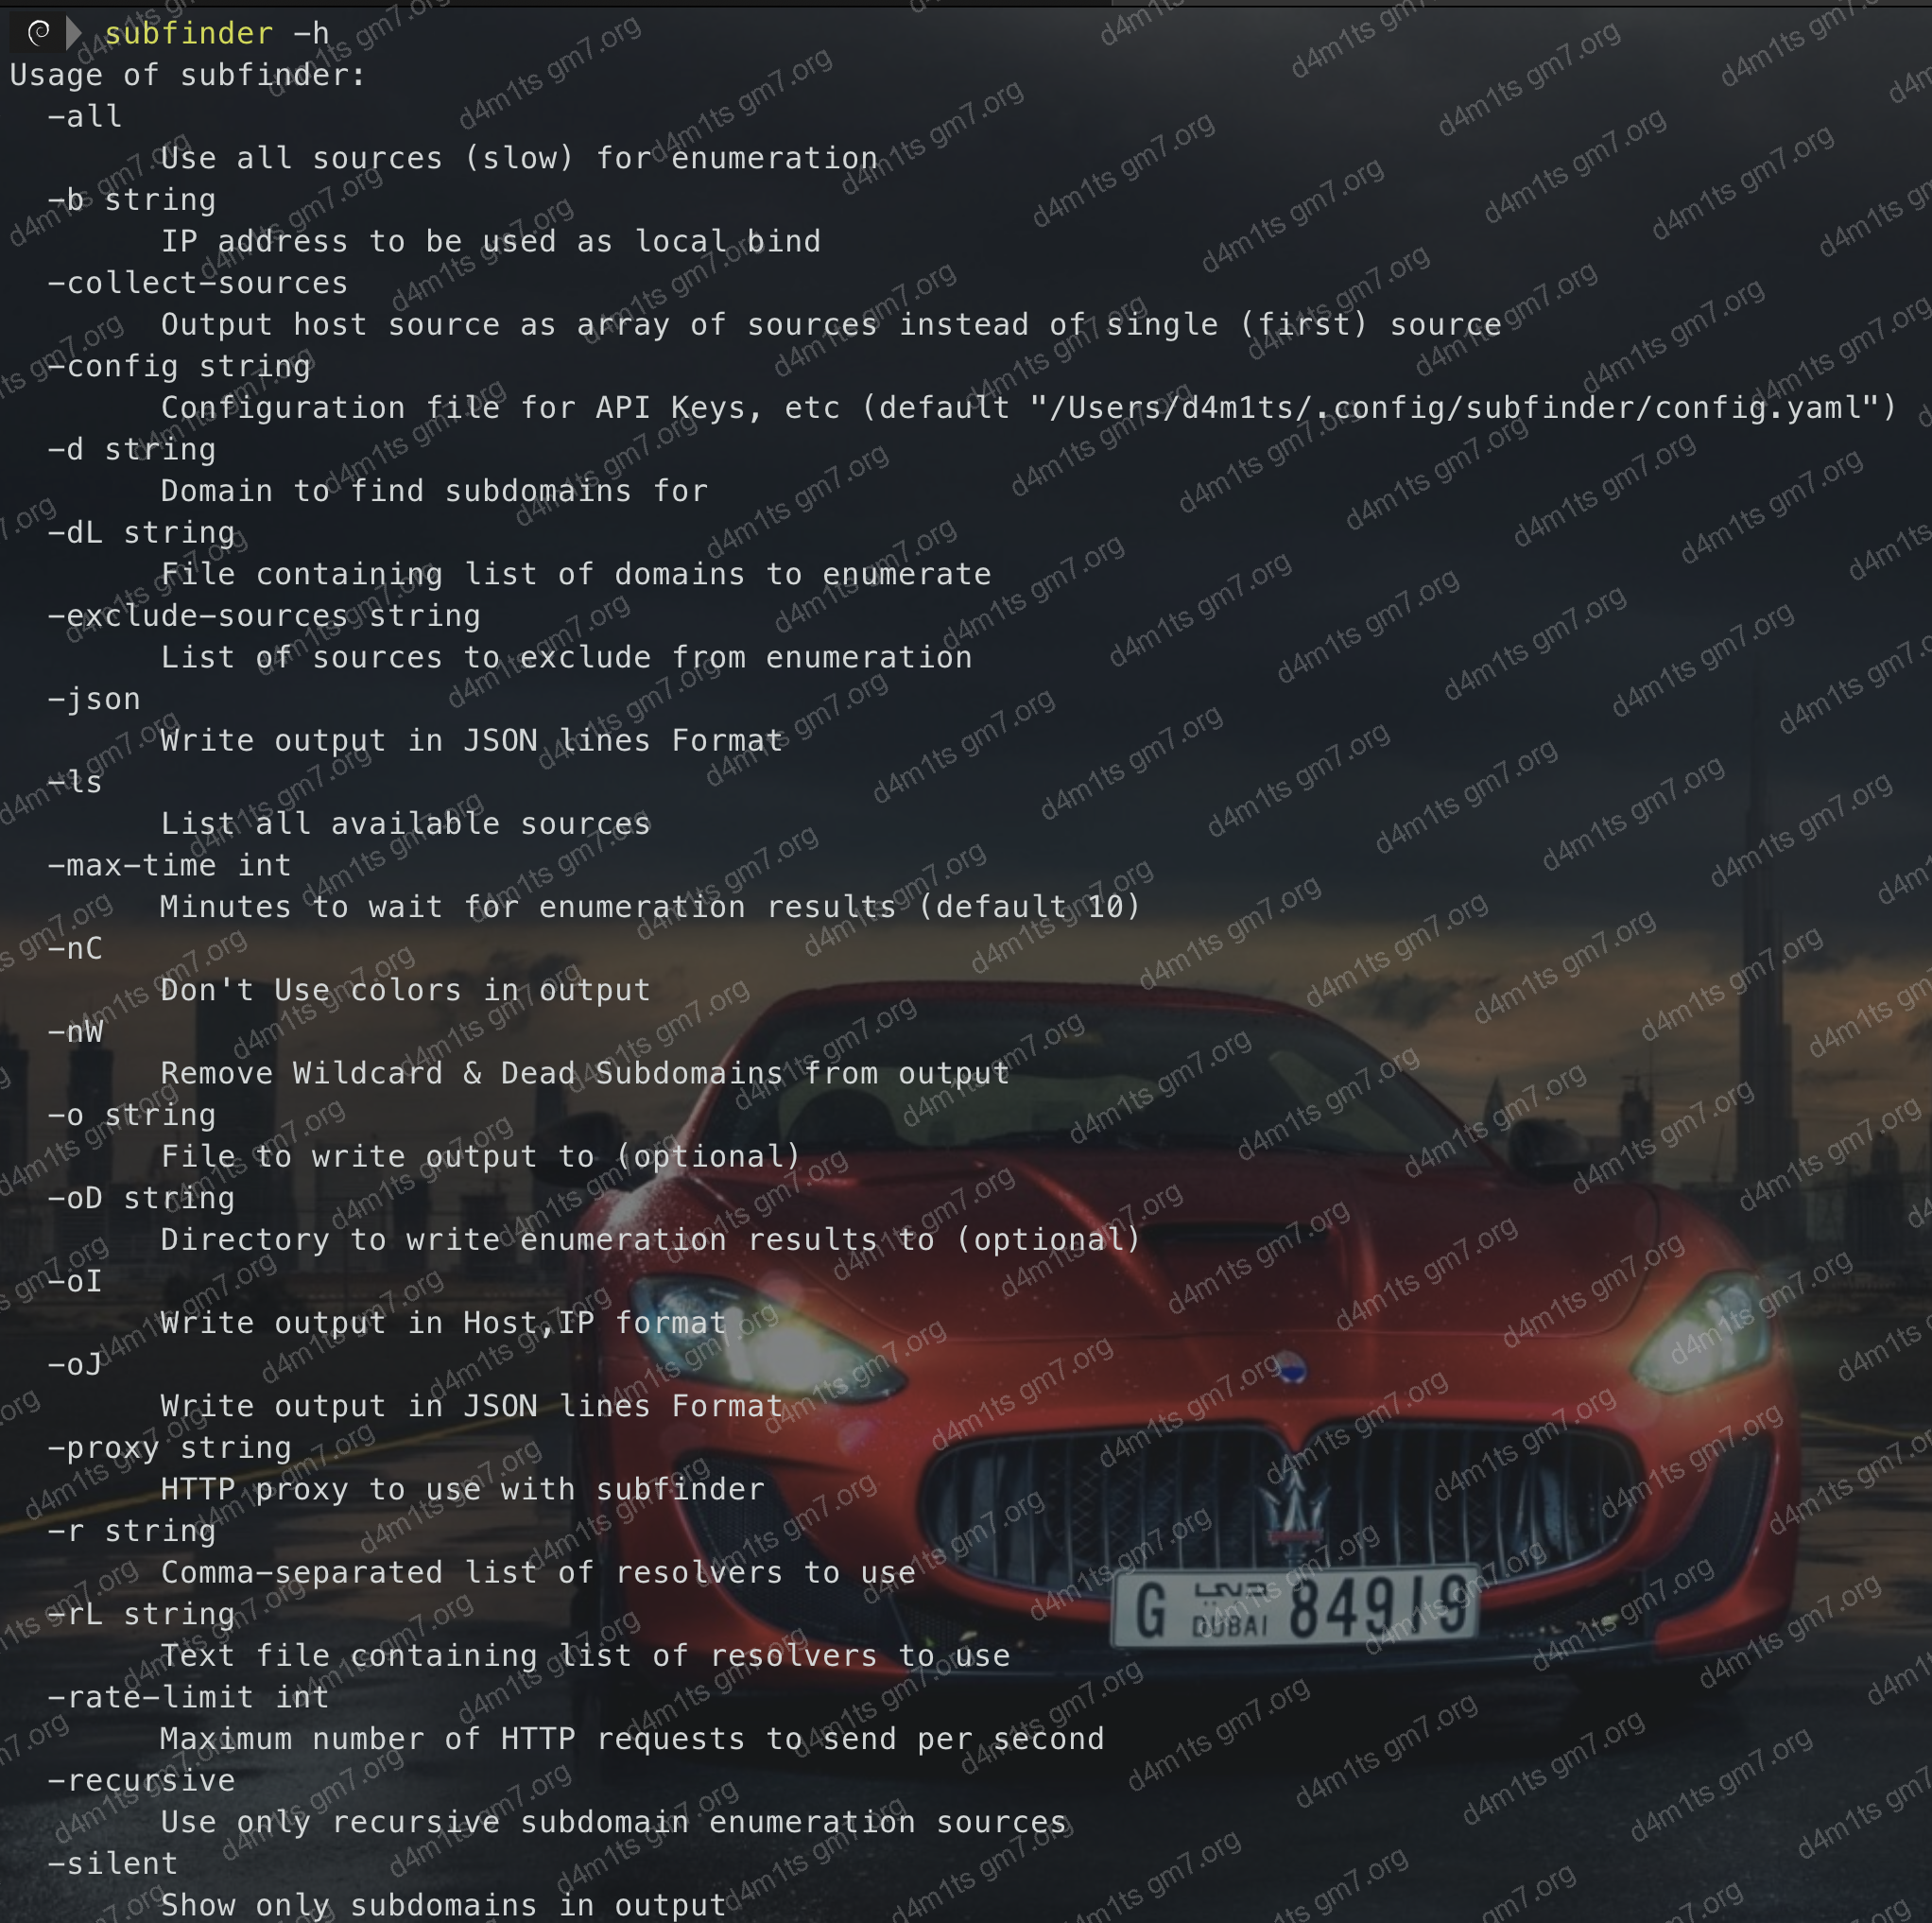 subfinder -h
Usage of subfinder:
-all
Use all sources (slow) for enumeration
-b string
IP address to be used as local bind
-collect-sources
Output host source as array of sources instead of single (first) source
-config string
Configuration file for API Keys, etc (default "/Users/d4m1ts/.config/subfinder/config.yaml")
-d string
Domain to find subdomains for
-dL string
File containing list of domains to enumerate
-exclude-sources string
List of sources to exclude from enumeration
-json
Write output in JSON lines Format
-ls
List all available sources
-max-time int
Minutes to wait for enumeration results (default 10)
-nC
Don't Use colors in output
-nW
Remove Wildcard & Dead Subdomains from output
-o string
File to write output to (optional)
-oD string
Directory to write enumeration results to (optional)
-oI
Write output in Host,IP format
-oJ
Write output in JSON lines Format
-proxy string
HTTP proxy to use with subfinder
-r string
Comma-separated list of resolvers to use
G DUBAI 84919
-rL string
Text file containing list of resolvers to use
-rate-limit int
Maximum number of HTTP requests to send per second
-recursive
Use only recursive subdomain enumeration sources
-silent
Show only subdomains in output
d4m1ts gm7.org